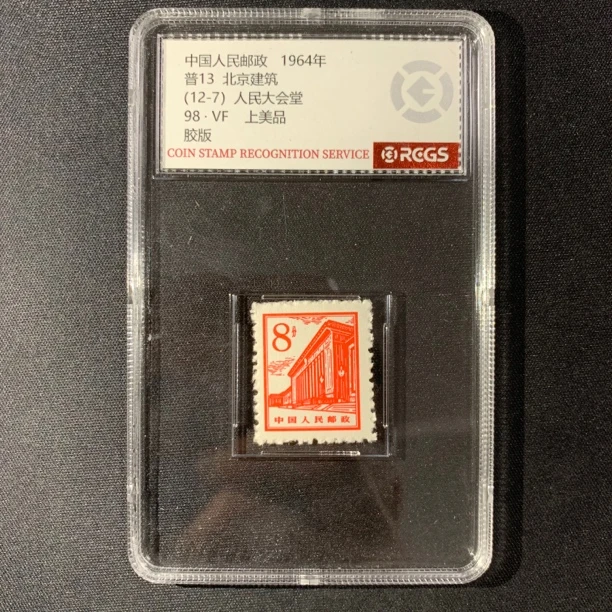 中国人民邮政 1964年
普13 北京建筑
(12-7) 人民大会堂
98 · VF 上美品
胶版
COIN STAMP RECOGNITION SERVICE RCGS
8分
中国人民邮政